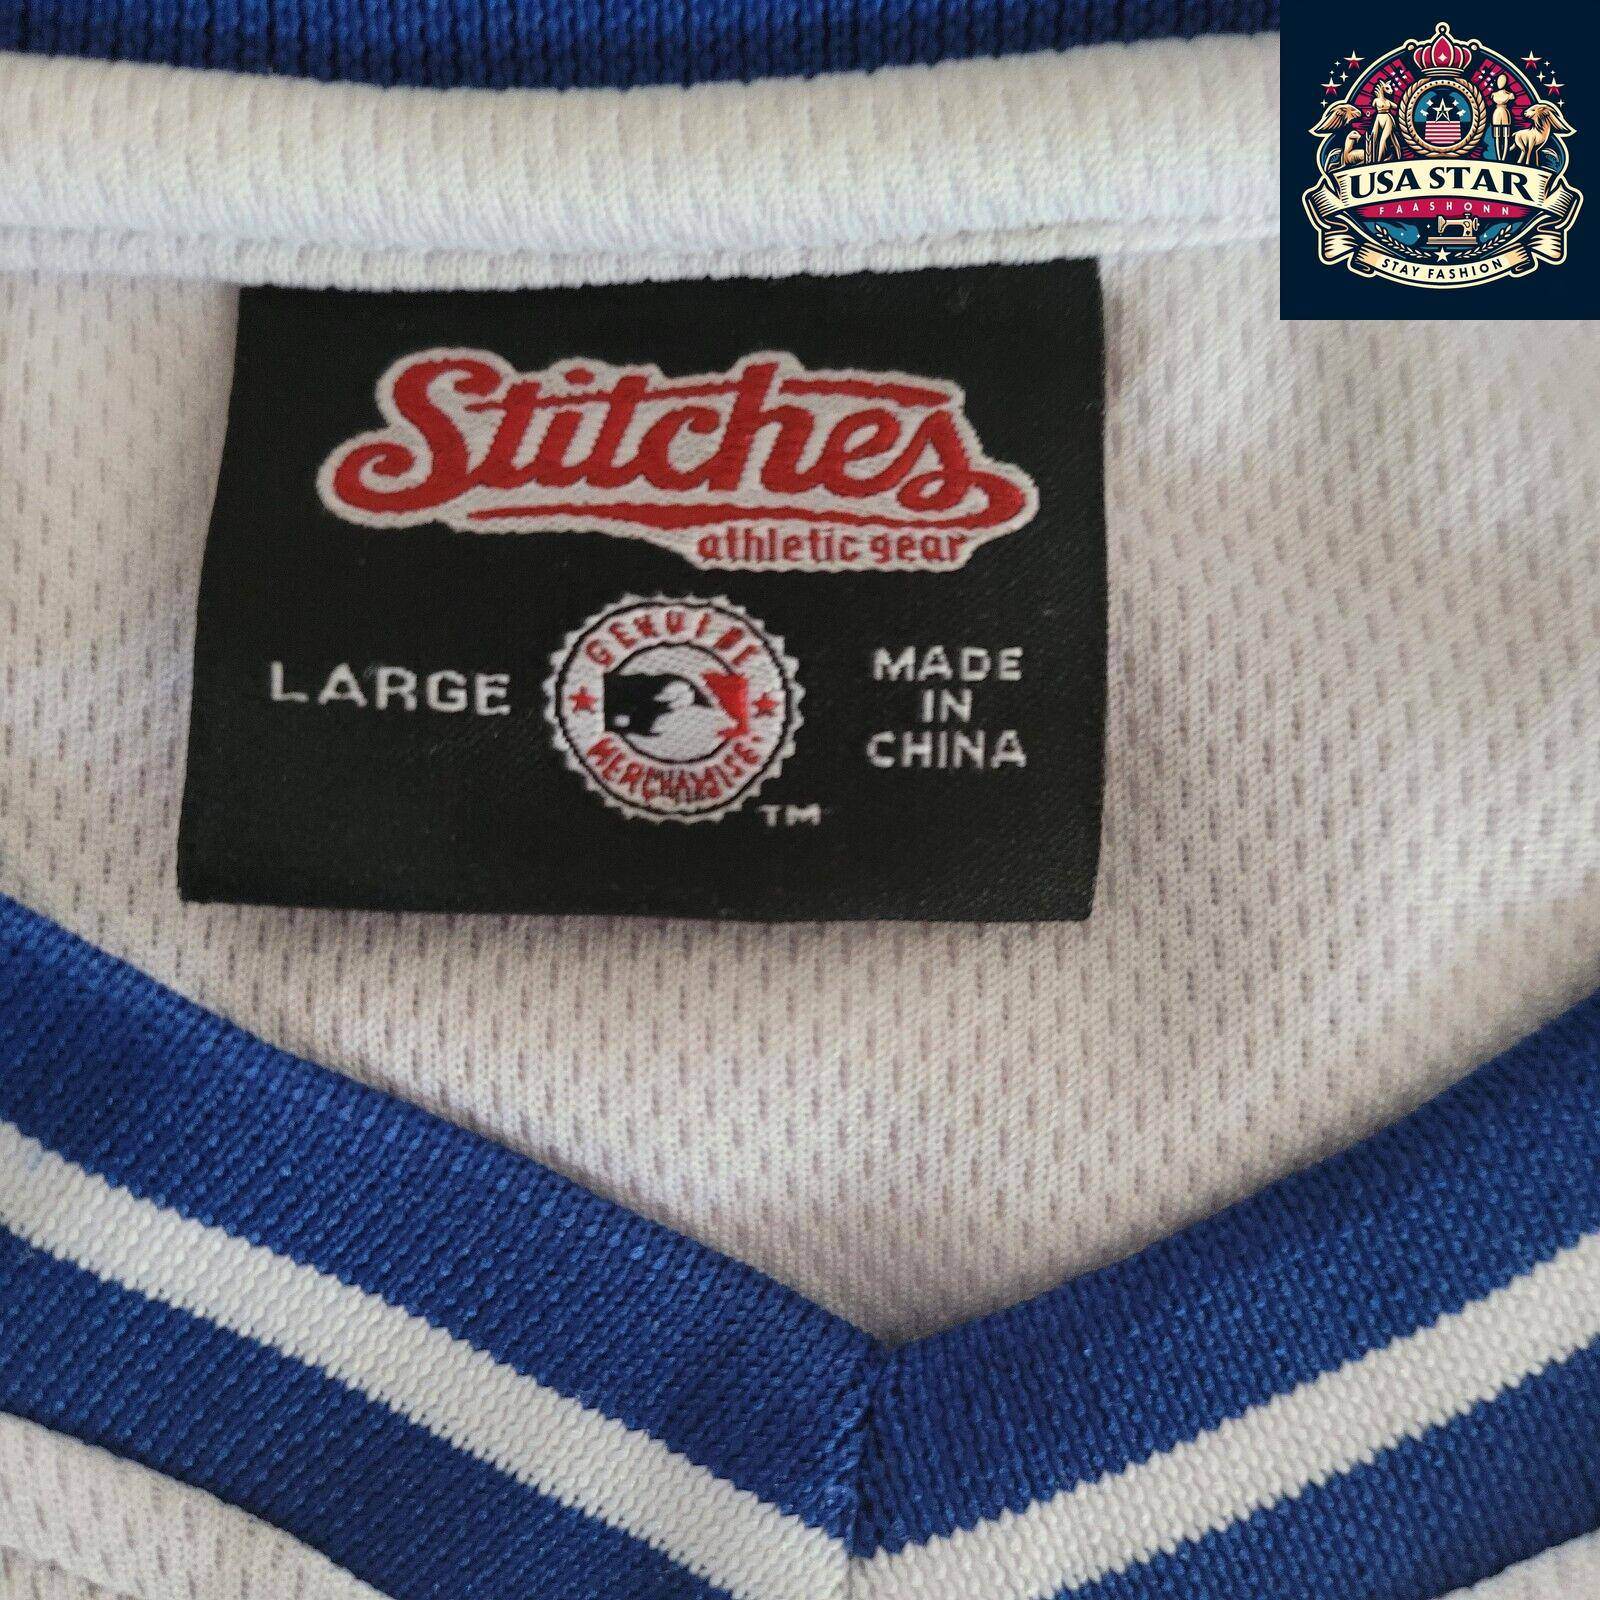 USA STAR
FAASHONN
STAY FASHION
Stitches
athletic gear
LARGE
GENUINE
MERCHANDISE
TM
MADE
IN
CHINA